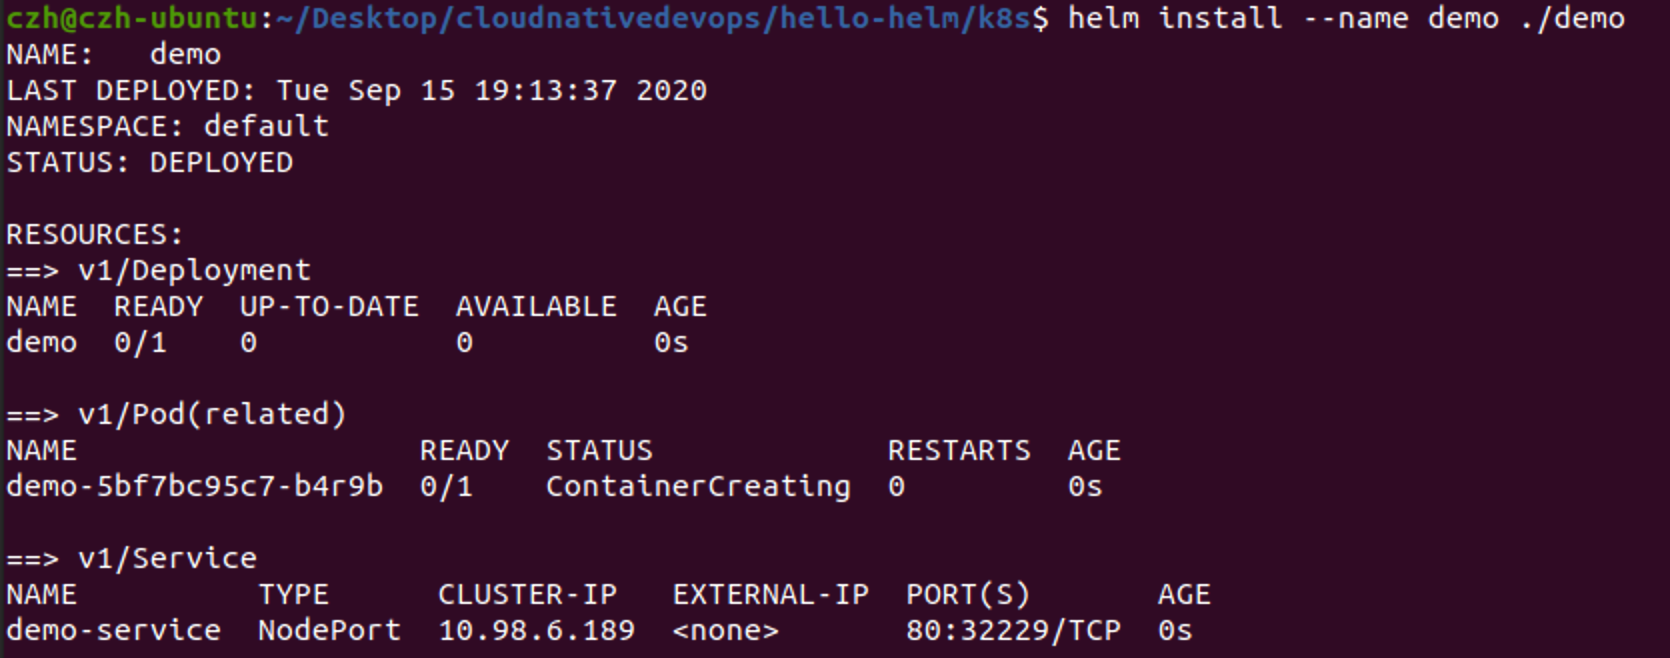 czh@czh-ubuntu:~/Desktop/cloudnativedevops/hello-helm/k8s$ helm install --name demo ./demo
NAME:   demo
LAST DEPLOYED: Tue Sep 15 19:13:37 2020
NAMESPACE: default
STATUS: DEPLOYED
RESOURCES:
==> v1/Deployment
NAME  READY  UP-TO-DATE  AVAILABLE  AGE
demo  0/1    0           0          0s
==> v1/Pod(related)
NAME                   READY  STATUS             RESTARTS  AGE
demo-5bf7bc95c7-b4r9b  0/1    ContainerCreating  0         0s
==> v1/Service
NAME          TYPE      CLUSTER-IP   EXTERNAL-IP  PORT(S)       AGE
demo-service  NodePort  10.98.6.189  <none>       80:32229/TCP  0s